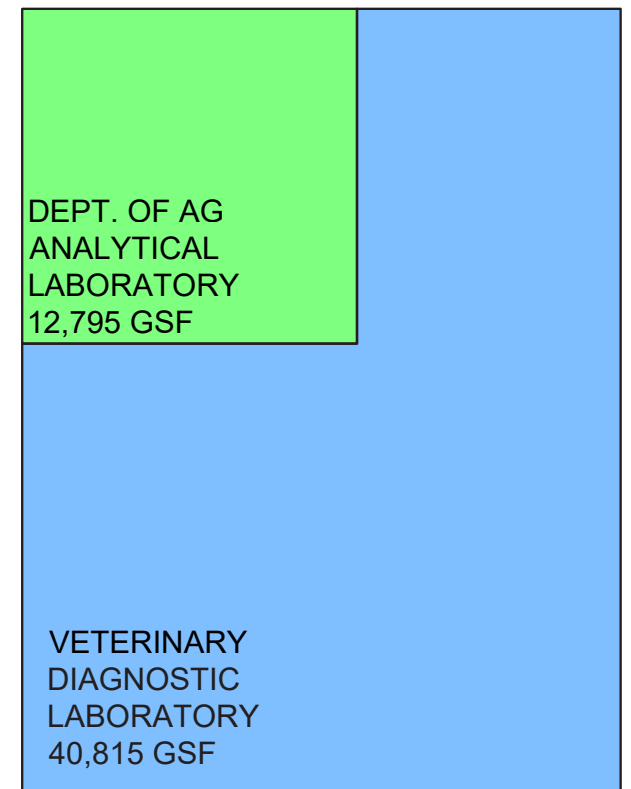 DEPT. OF AG
ANALYTICAL
LABORATORY
12,795 GSF
VETERINARY
DIAGNOSTIC
LABORATORY
40,815 GSF